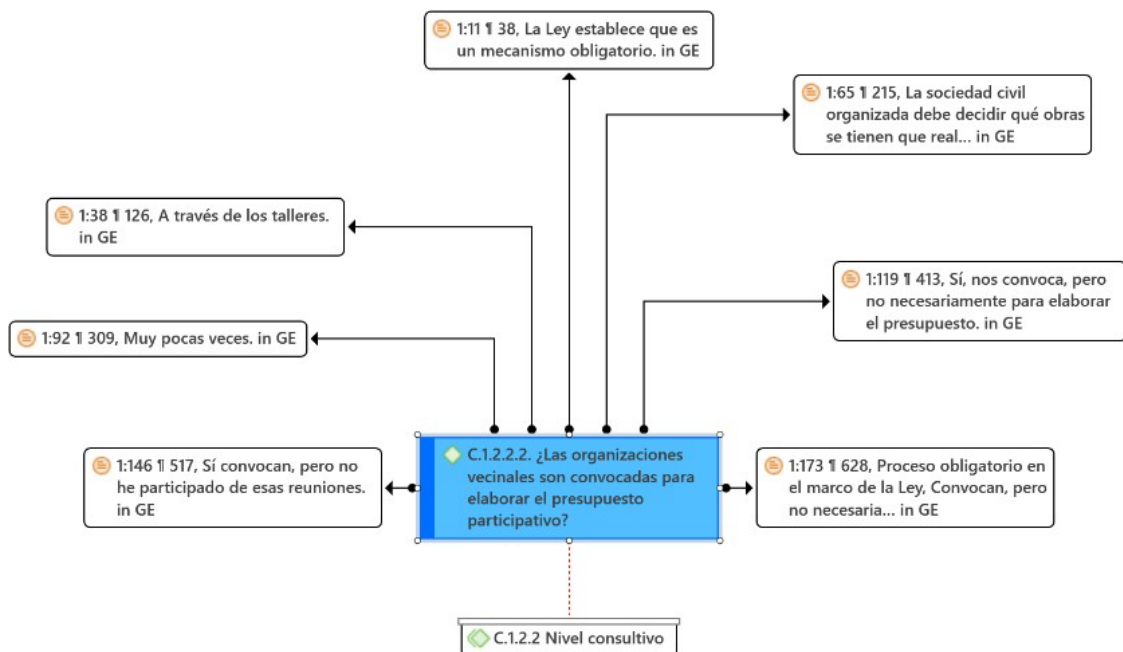 1:11 ¶ 38, La Ley establece que es
un mecanismo obligatorio. in GE
1:65 ¶ 215, La sociedad civil
organizada debe decidir qué obras
se tienen que real... in GE
1:38 ¶ 126, A través de los talleres.
in GE
1:119 ¶ 413, Sí, nos convoca, pero
no necesariamente para elaborar
el presupuesto. in GE
1:92 ¶ 309, Muy pocas veces. in GE
1:146 ¶ 517, Sí convocan, pero no
he participado de esas reuniones.
in GE
C.1.2.2.2. ¿Las organizaciones
vecinales son convocadas para
elaborar el presupuesto
participativo?
1:173 ¶ 628, Proceso obligatorio en
el marco de la Ley, Convocan, pero
no necesaria... in GE
C.1.2.2 Nivel consultivo